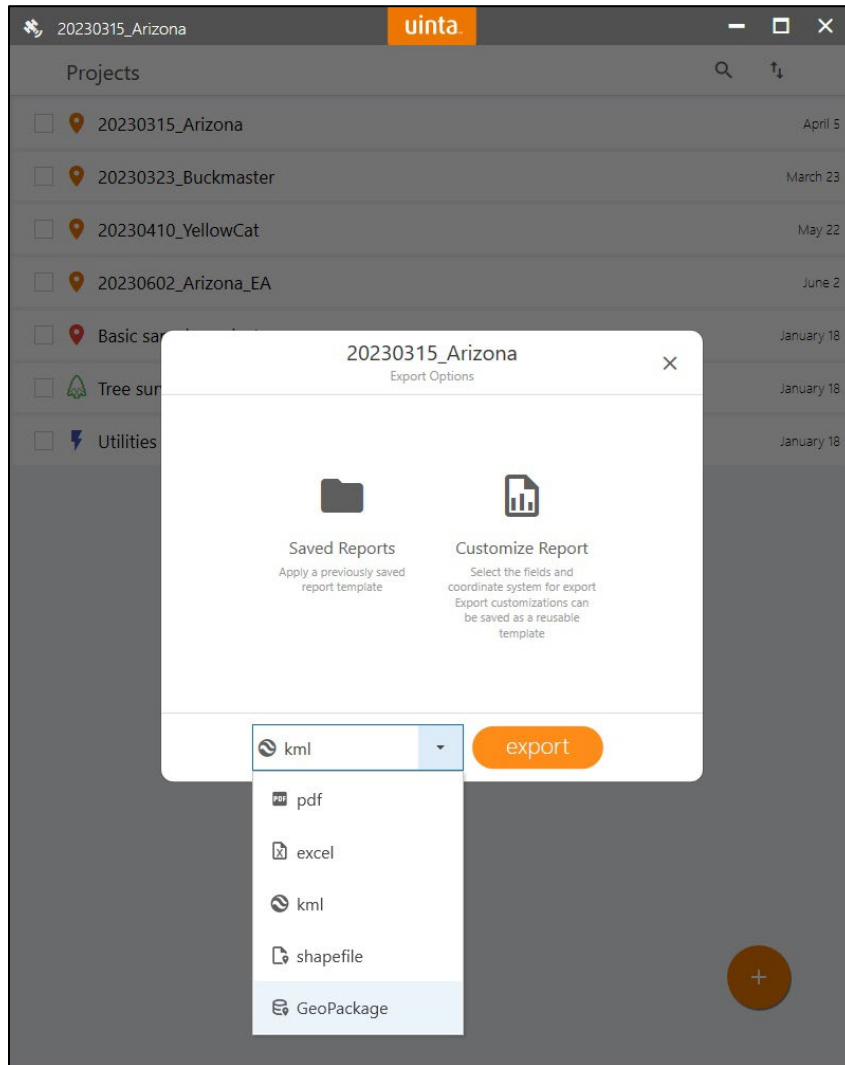 20230315_Arizona
uinta
Projects
20230315_Arizona April 5
20230323_Buckmaster March 23
20230410_YellowCat May 22
20230602_Arizona_EA June 2
Basic January 18
Tree January 18
Utilities January 18
20230315_Arizona
Export Options
Saved Reports
Apply a previously saved
report template
Customize Report
Select the fields and
coordinate system for export
Export customizations can
be saved as a reusable
template
kml
export
PDF pdf
excel
kml
shapefile
GeoPackage